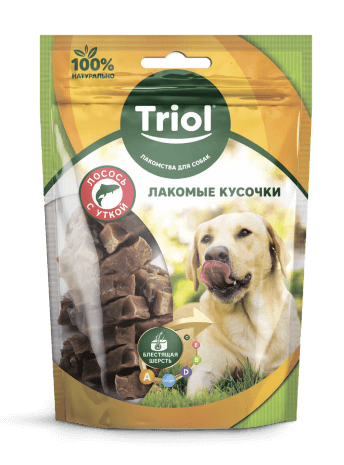 100%
НАТУРАЛЬНО
Triol®
ЛАКОМСТВА ДЛЯ СОБАК
ЛОСОСЬ
С УТКОЙ
ЛАКОМЫЕ КУСОЧКИ
БЛЕСТЯЩАЯ
ШЕРСТЬ
C
E
B
A
D